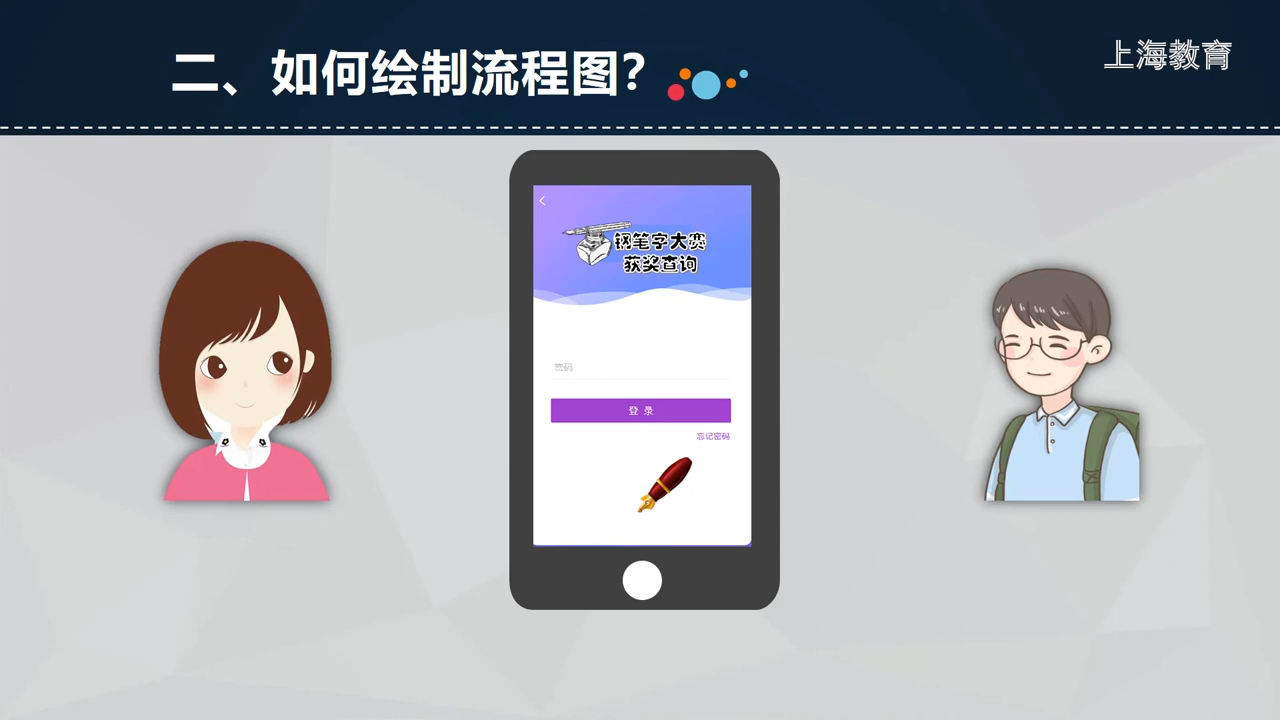 二、如何绘制流程图？
上海教育
钢笔字大赛
获奖查询
密码
登 录
忘记密码